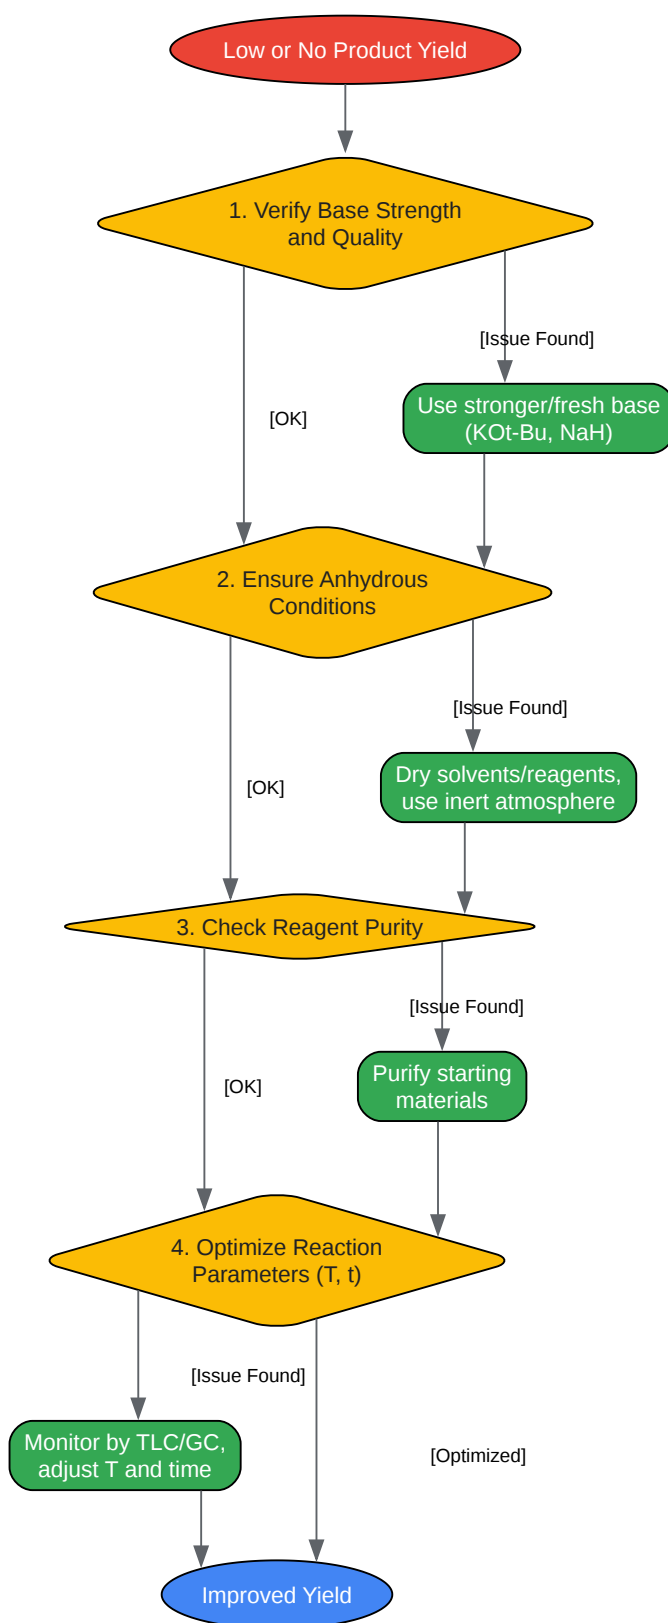 Low or No Product Yield
1. Verify Base Strength
and Quality
[Issue Found]
[OK]
Use stronger/fresh base
(KOt-Bu, NaH)
2. Ensure Anhydrous
Conditions
[Issue Found]
[OK]
Dry solvents/reagents,
use inert atmosphere
3. Check Reagent Purity
[Issue Found]
[OK]
Purify starting
materials
4. Optimize Reaction
Parameters (T, t)
[Issue Found]
Monitor by TLC/GC,
adjust T and time
[Optimized]
Improved Yield